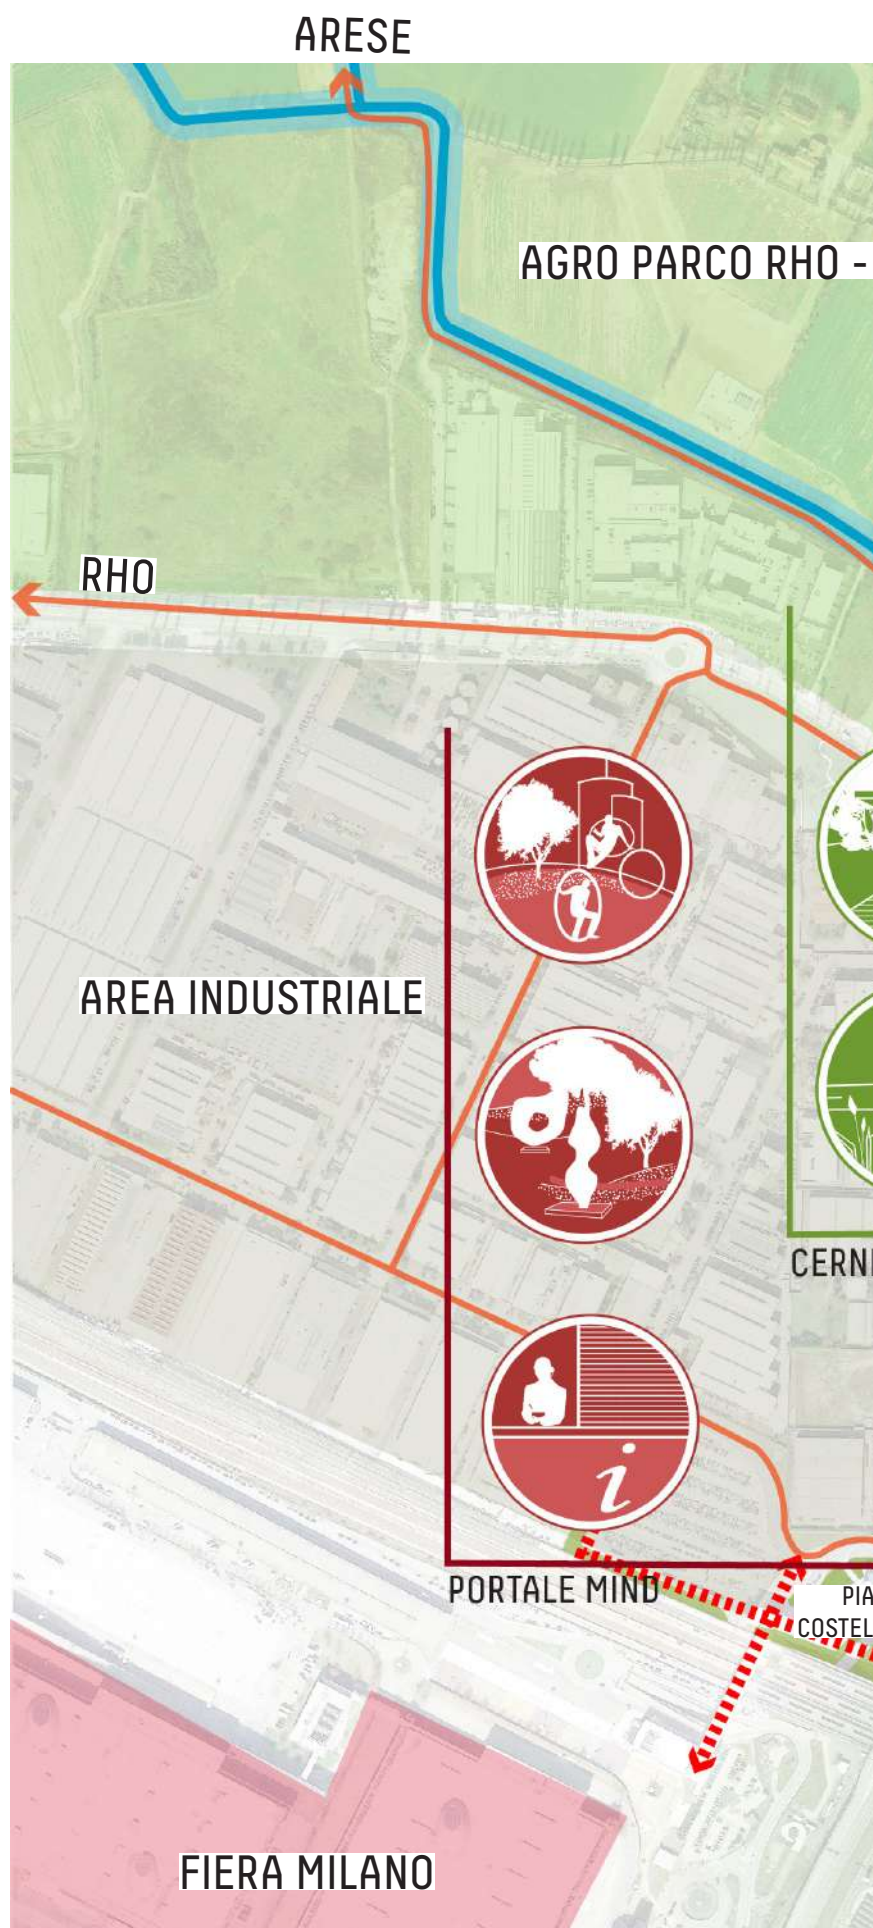 ARESE
AGRO PARCO RHO -
RHO
AREA INDUSTRIALE
CERN
i
PORTALE MIND
PIA
COSTEL
FIERA MILANO